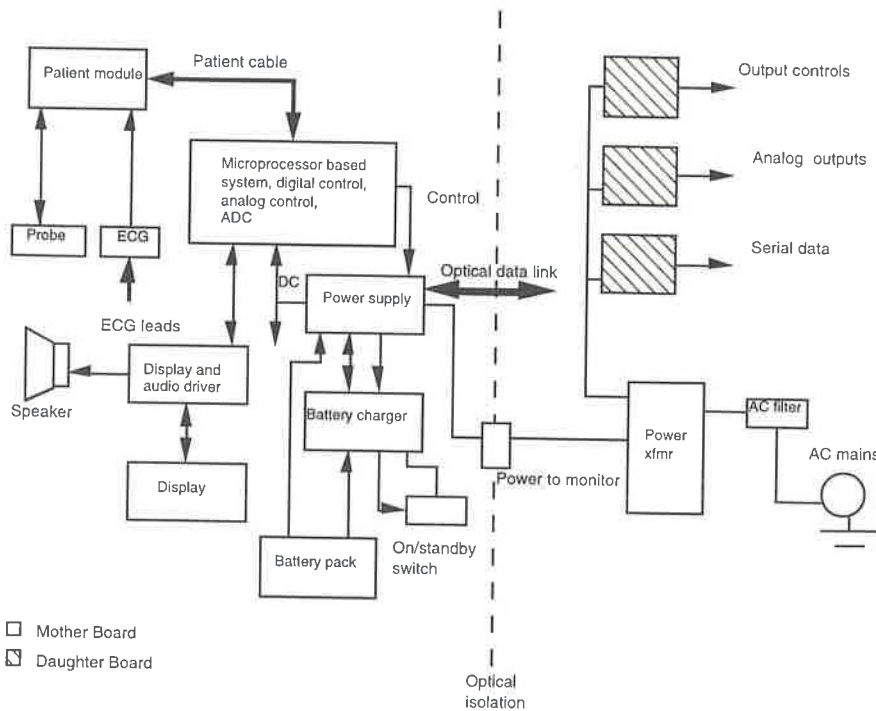 Patient module
Patient cable
Output controls
Microprocessor based
system, digital control,
analog control,
ADC
Analog outputs
Control
Probe
ECG
Serial data
Optical data link
DC
Power supply
ECG leads
Display and
audio driver
Speaker
Battery charger
AC filter
Power
xfmr
AC mains
Power to monitor
Display
On/standby
switch
Battery pack
Mother Board
Daughter Board
Optical
isolation